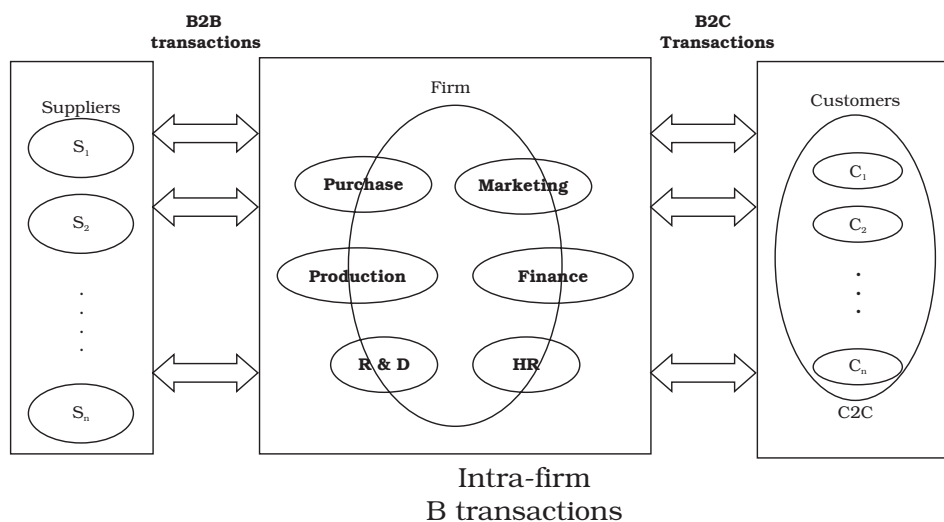 B2B
transactions
B2C
Transactions
Suppliers
S1
S2
Sn
Firm
Purchase
Marketing
Production
Finance
R & D
HR
Customers
C1
C2
Cn
C2C
Intra-firm
B transactions